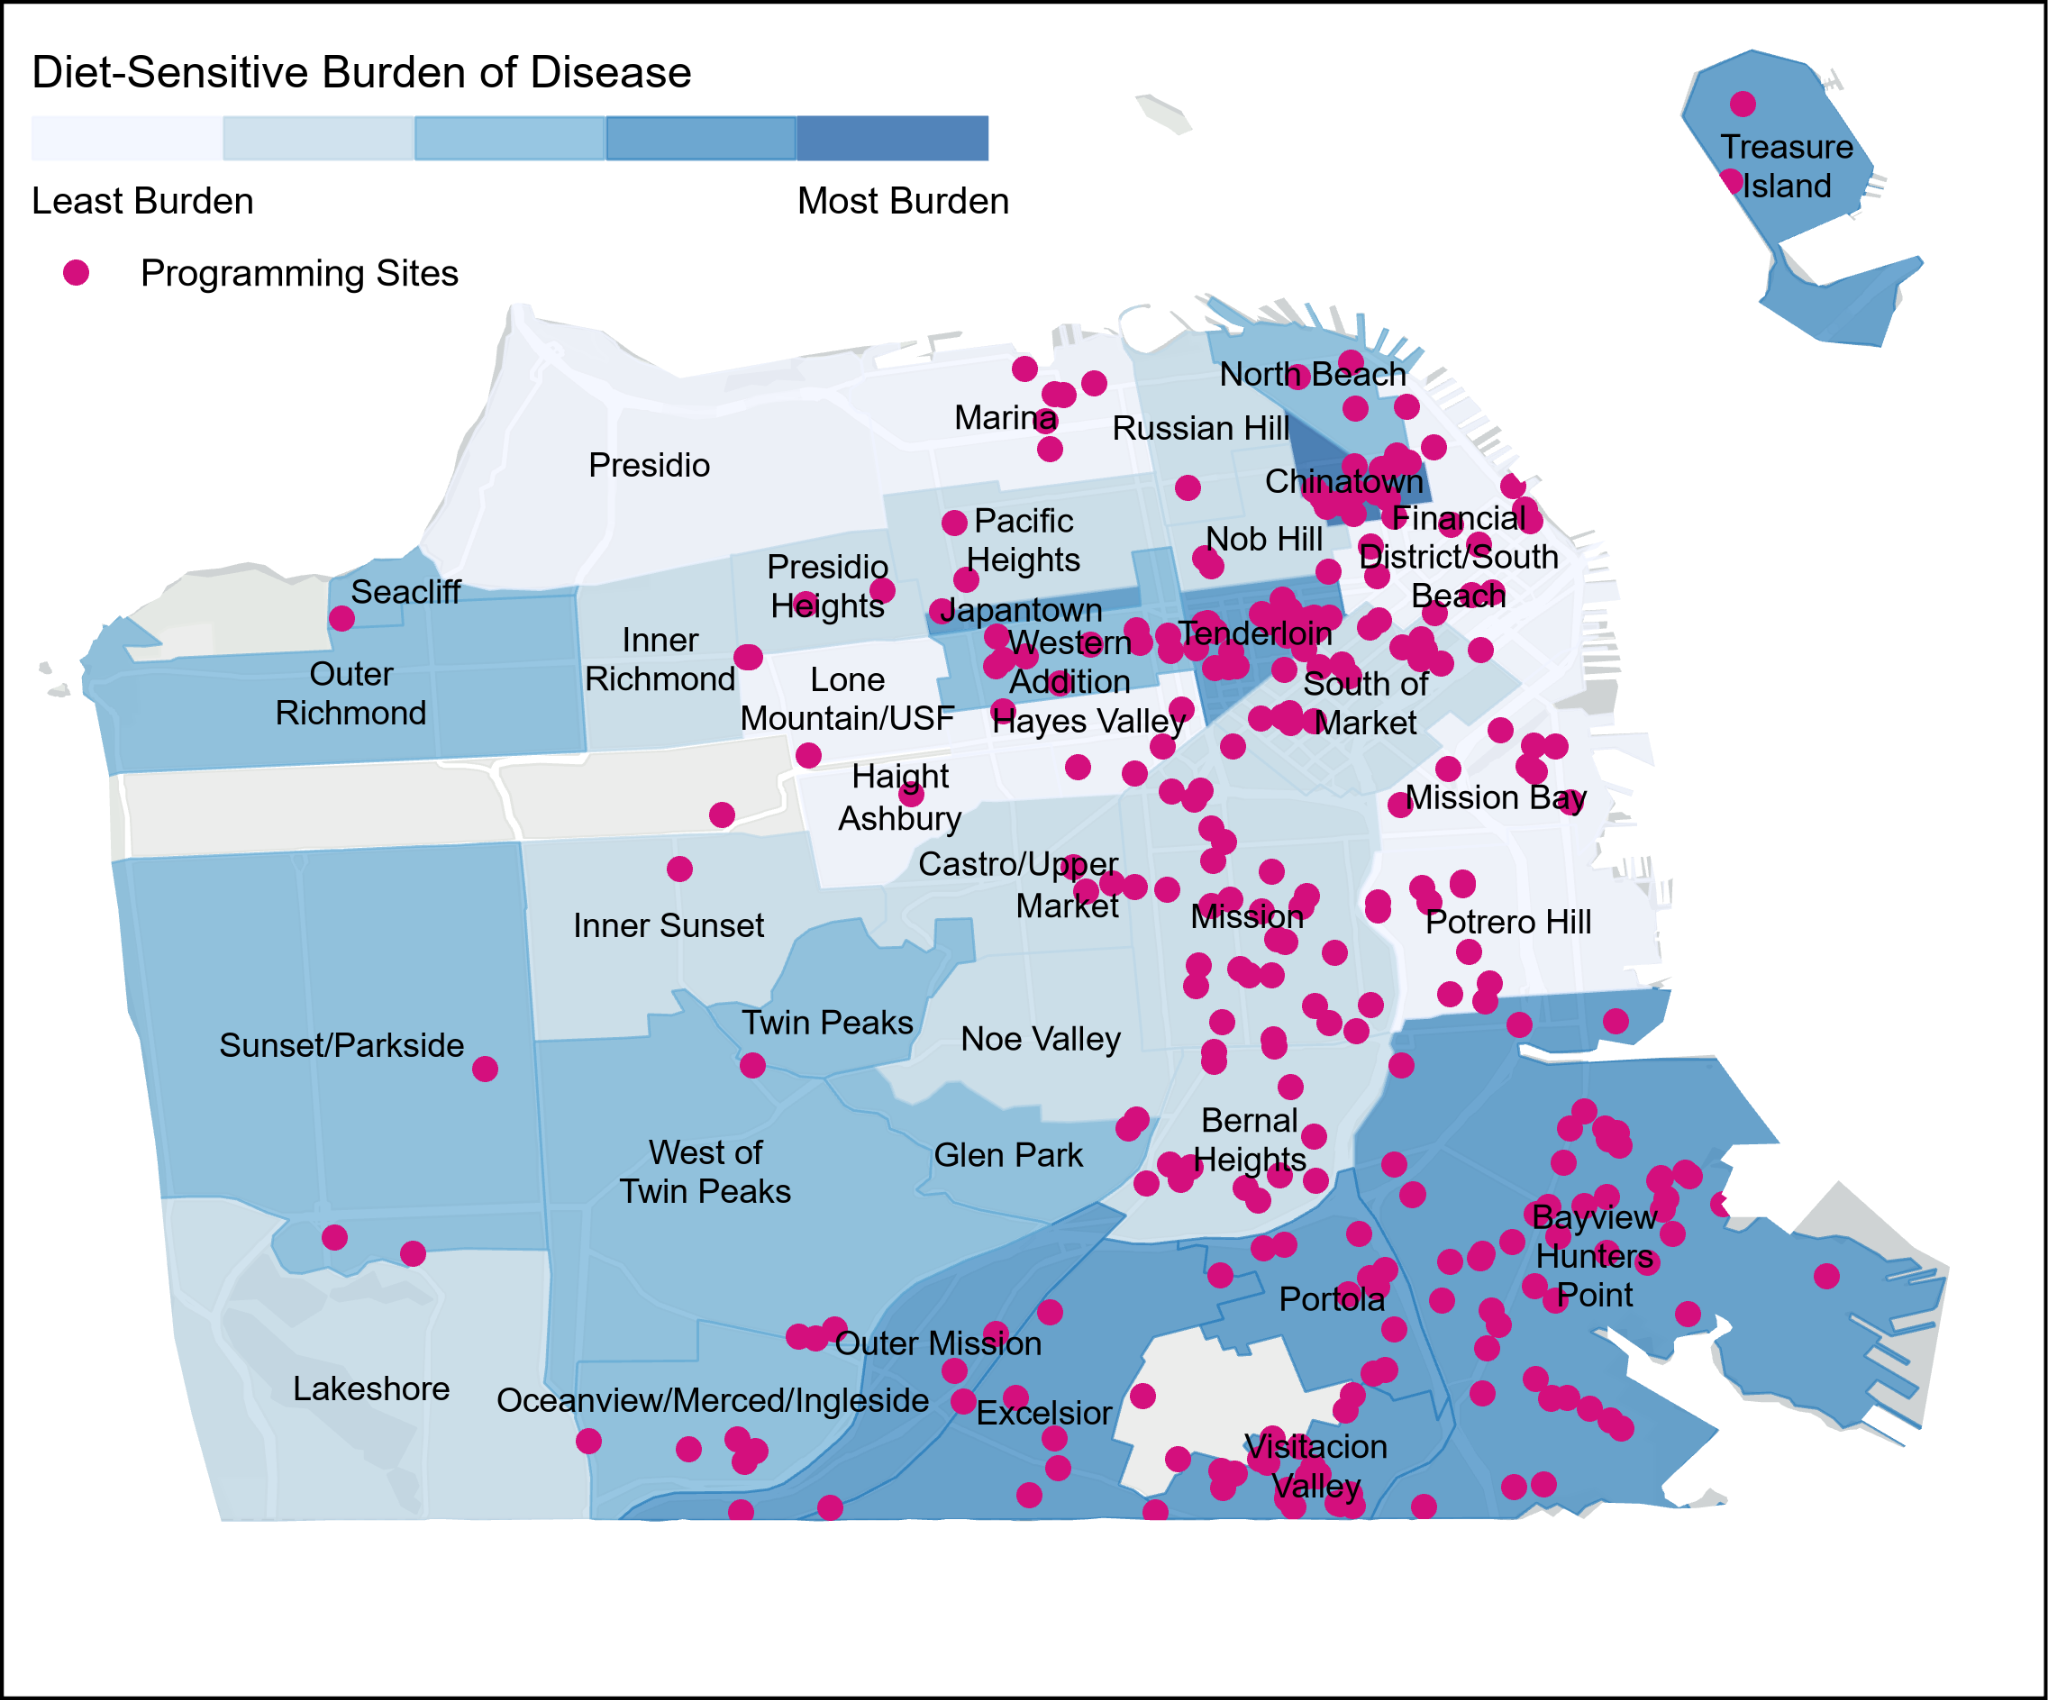 Diet-Sensitive Burden of Disease
Least Burden
Most Burden
Programming Sites
Treasure
Island
North Beach
Marina
Russian Hill
Presidio
Chinatown
Pacific
Heights
Financial
District/South
Beach
Nob Hill
Presidio
Heights
Seacliff
Japantown
Inner
Richmond
Western
Addition
Tenderloin
Outer
Richmond
Lone
Mountain/USF
South of
Market
Hayes Valley
Haight
Ashbury
Mission Bay
Castro/Upper
Market
Mission
Potrero Hill
Inner Sunset
Twin Peaks
Noe Valley
Sunset/Parkside
West of
Twin Peaks
Glen Park
Bernal
Heights
Bayview
Hunters
Point
Portola
Outer Mission
Lakeshore
Oceanview/Merced/Ingleside
Excelsior
Visitacion
Valley